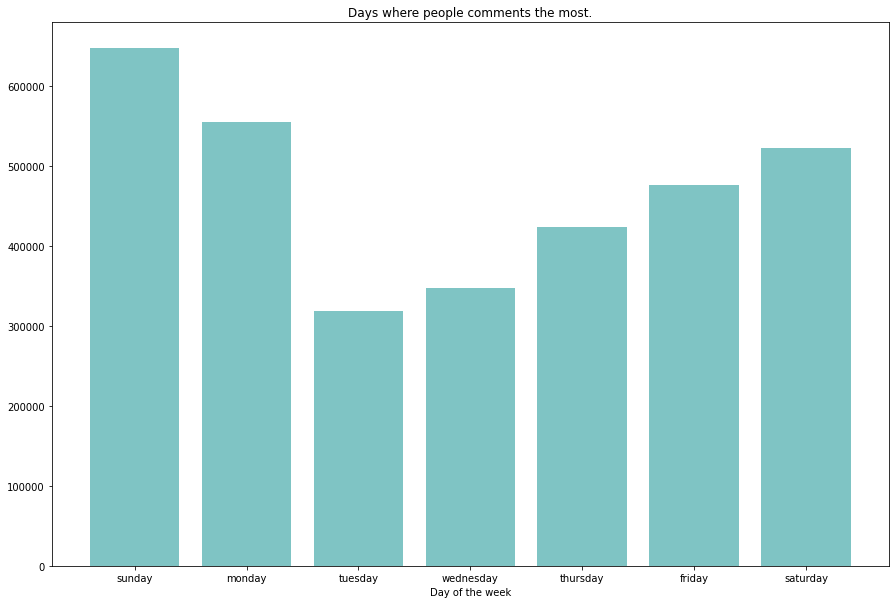 Days where people comments the most.
600000
500000
400000
300000
200000
100000
0
sunday monday tuesday wednesday thursday friday saturday
Day of the week